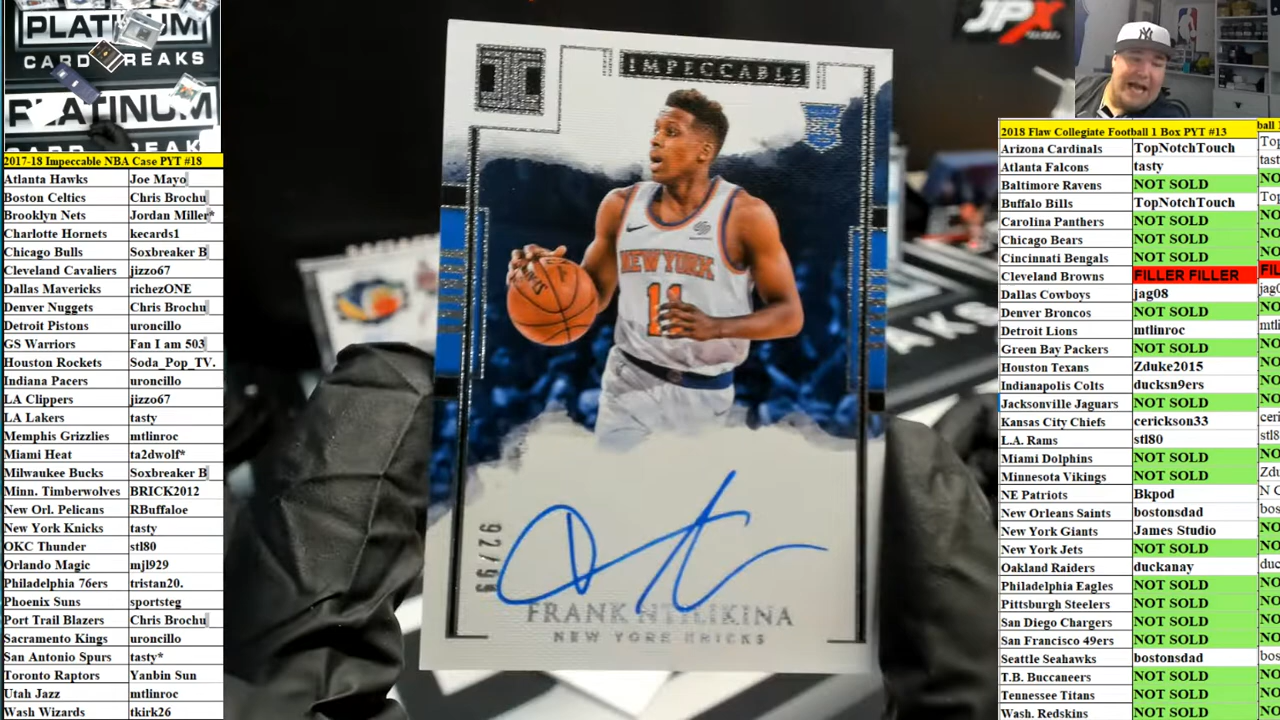 PLATINUM
CARD BREAKS
PLATINUM
2017-18 Impeccable NBA Case PYT #18
Atlanta Hawks Joe Mayo
Boston Celtics Chris Brochu
Brooklyn Nets Jordan Miller*
Charlotte Hornets kecards1
Chicago Bulls Soxbreaker B
Cleveland Cavaliers jizzo67
Dallas Mavericks richezONE
Denver Nuggets Chris Brochu
Detroit Pistons uroncillo
GS Warriors Fan I am 503
Houston Rockets Soda_Pop_TV.
Indiana Pacers uroncillo
LA Clippers jizzo67
LA Lakers tasty
Memphis Grizzlies mtlinroc
Miami Heat ta2dwolf*
Milwaukee Bucks Soxbreaker B
Minn. Timberwolves BRICK2012
New Orl. Pelicans RBuffaloe
New York Knicks tasty
OKC Thunder stl80
Orlando Magic mjl929
Philadelphia 76ers tristan20.
Phoenix Suns sportsteg
Port Trail Blazers Chris Brochu
Sacramento Kings uroncillo
San Antonio Spurs tasty*
Toronto Raptors Yanbin Sun
Utah Jazz mtlinroc
Wash Wizards tkirk26
IMPECCABLE
NEW YORK
11
92/99
FRANK NTILIKINA
NEW YORK KNICKS
JPX
NY
2018 Flaw Collegiate Football 1 Box PYT #13
Arizona Cardinals TopNotchTouch
Atlanta Falcons tasty
Baltimore Ravens NOT SOLD
Buffalo Bills TopNotchTouch
Carolina Panthers NOT SOLD
Chicago Bears NOT SOLD
Cincinnati Bengals NOT SOLD
Cleveland Browns FILLER FILLER
Dallas Cowboys jag08
Denver Broncos NOT SOLD
Detroit Lions mtlinroc
Green Bay Packers NOT SOLD
Houston Texans Zduke2015
Indianapolis Colts ducksn9ers
Jacksonville Jaguars NOT SOLD
Kansas City Chiefs cerickson33
L.A. Rams stl80
Miami Dolphins NOT SOLD
Minnesota Vikings NOT SOLD
NE Patriots Bkpod
New Orleans Saints bostonsdad
New York Giants James Studio
New York Jets NOT SOLD
Oakland Raiders duckanay
Philadelphia Eagles NOT SOLD
Pittsburgh Steelers NOT SOLD
San Diego Chargers NOT SOLD
San Francisco 49ers NOT SOLD
Seattle Seahawks bostonsdad
T.B. Buccaneers NOT SOLD
Tennessee Titans NOT SOLD
Wash. Redskins NOT SOLD